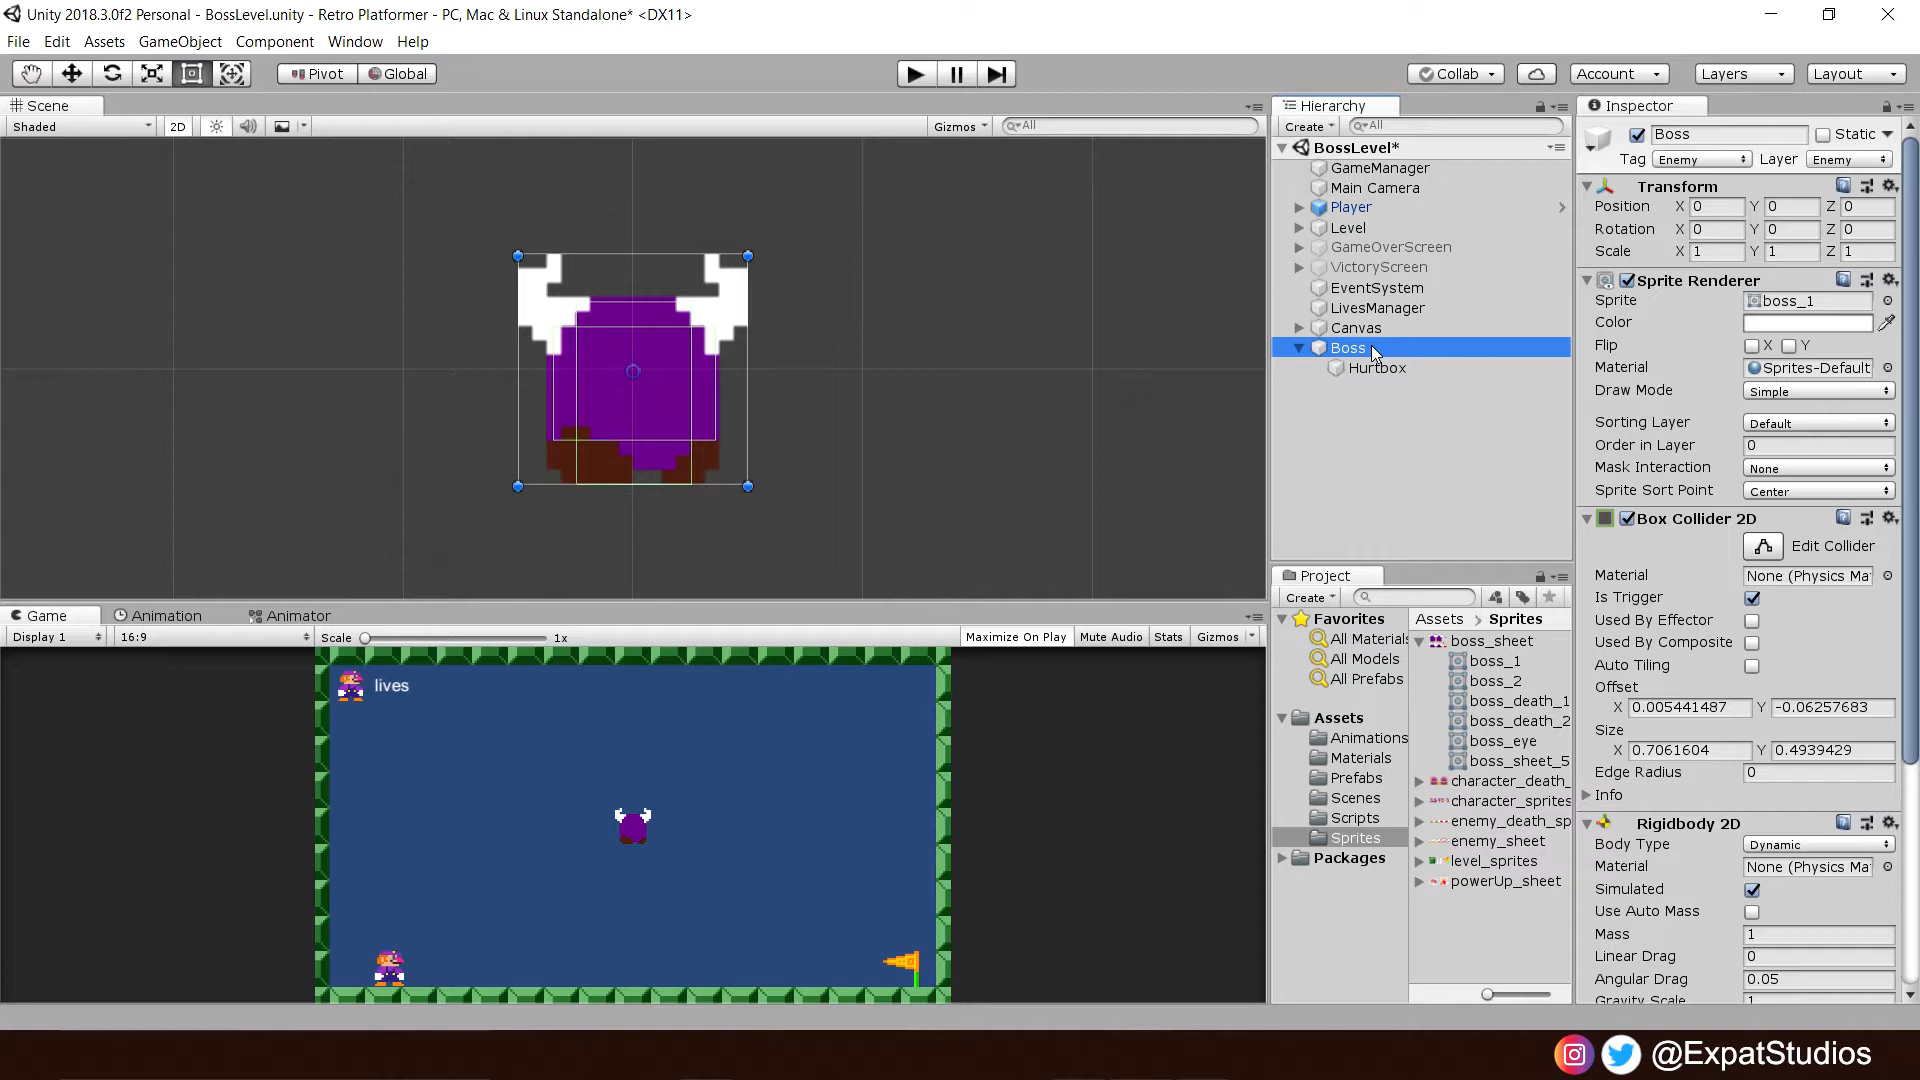 Unity 2018.3.0f2 Personal - BossLevel.unity - Retro Platformer - PC, Mac & Linux Standalone* <DX11>
File Edit Assets GameObject Component Window Help
Pivot Global Collab Account Layers Layout
Scene
Shaded 2D Gizmos All
Hierarchy
Create All
BossLevel*
GameManager
Main Camera
Player
Level
GameOverScreen
VictoryScreen
EventSystem
LivesManager
Canvas
Boss
Hurtbox
Inspector
Boss Static
Tag Enemy Layer Enemy
Transform
Position X 0 Y 0 Z 0
Rotation X 0 Y 0 Z 0
Scale X 1 Y 1 Z 1
Sprite Renderer
Sprite boss_1
Color
Flip X Y
Material Sprites-Default
Draw Mode Simple
Sorting Layer Default
Order in Layer 0
Mask Interaction None
Sprite Sort Point Center
Box Collider 2D
Edit Collider
Material None (Physics Ma
Is Trigger
Used By Effector
Used By Composite
Auto Tiling
Offset
X 0.005441487 Y -0.06257683
Size
X 0.7061604 Y 0.4939429
Edge Radius 0
Info
Rigidbody 2D
Body Type Dynamic
Material None (Physics Ma
Simulated
Use Auto Mass
Mass 1
Linear Drag 0
Angular Drag 0.05
Gravity Scale 1
Game Animation Animator
Display 1 16:9 Scale 1x Maximize On Play Mute Audio Stats Gizmos
lives
Project
Create
Favorites
All Materials
All Models
All Prefabs
Assets
Animations
Materials
Prefabs
Scenes
Scripts
Sprites
Packages
Assets > Sprites
boss_sheet
boss_1
boss_2
boss_death_1
boss_death_2
boss_eye
boss_sheet_5
character_death_
character_sprites
enemy_death_sp
enemy_sheet
level_sprites
powerUp_sheet
@ExpatStudios